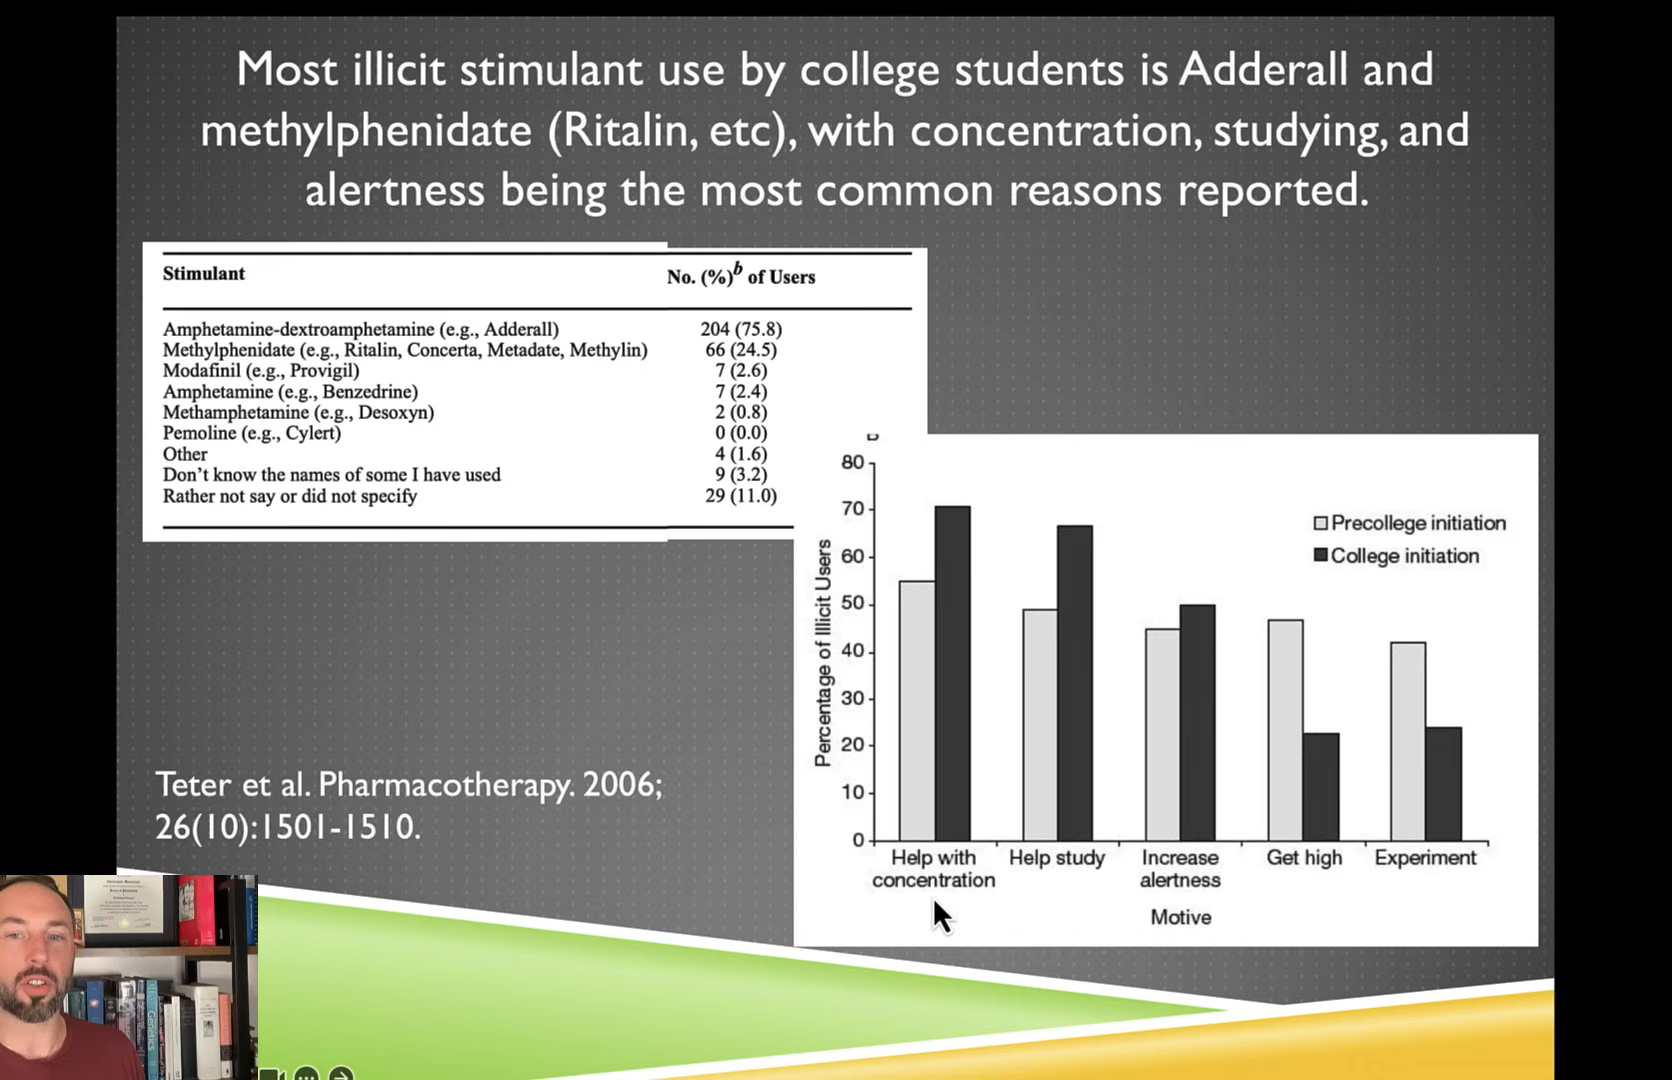 Most illicit stimulant use by college students is Adderall and
methylphenidate (Ritalin, etc), with concentration, studying, and
alertness being the most common reasons reported.
Stimulant No. (%)b of Users
Amphetamine-dextroamphetamine (e.g., Adderall) 204 (75.8)
Methylphenidate (e.g., Ritalin, Concerta, Metadate, Methylin) 66 (24.5)
Modafinil (e.g., Provigil) 7 (2.6)
Amphetamine (e.g., Benzedrine) 7 (2.4)
Methamphetamine (e.g., Desoxyn) 2 (0.8)
Pemoline (e.g., Cylert) 0 (0.0)
Other 4 (1.6)
Don't know the names of some I have used 9 (3.2)
Rather not say or did not specify 29 (11.0)
Percentage of Illicit Users
80
70
60
50
40
30
20
10
0
Precollege initiation
College initiation
Help with
concentration
Help study
Increase
alertness
Get high
Experiment
Motive
Teter et al. Pharmacotherapy. 2006;
26(10):1501-1510.
Genetics